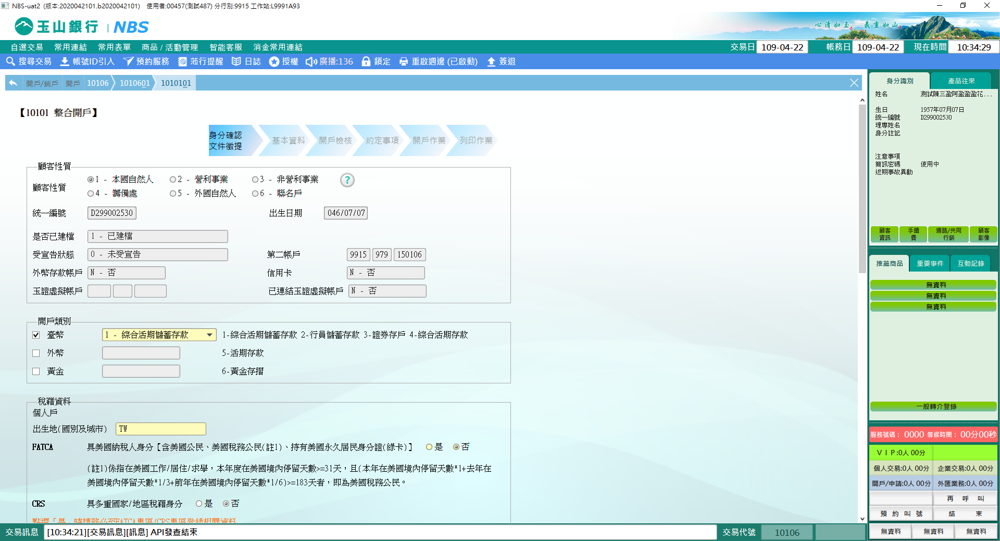 NBS-uat2 (版本:2020042101.b2020042101) 使用者:00457(測試487) 分行別:9915 工作站:L9991A93
玉山銀行 | NBS
心清如玉。 義重如山。
自選交易 常用連結 常用表單 商品 / 活動管理 智能客服 消金常用連結 交易日 109-04-22 帳務日 109-04-22 現在時間 10:34:29
搜尋交易 帳號ID引入 預約服務 蒞行提醒 日誌 授權 廣播:136 鎖定 重啟週邊 (已啟動) 簽退
開戶/銷戶 開戶 10106 1010601 1010101
【10101 整合開戶】
身分確認
文件徵提
基本資料 開戶檢核 約定事項 開戶作業 列印作業
顧客性質
顧客性質
1 - 本國自然人 2 - 營利事業 3 - 非營利事業 ?
4 - 籌備處 5 - 外國自然人 6 - 聯名戶
統一編號 D299002530 出生日期 046/07/07
是否已建檔 1 - 已建檔
受宣告狀態 0 - 未受宣告 第二帳戶 9915 979 150106
外幣存款帳戶 N - 否 信用卡 N - 否
玉證虛擬帳戶 已連結玉證虛擬帳戶 N - 否
開戶類別
臺幣 1 - 綜合活期儲蓄存款 1-綜合活期儲蓄存款 2-行員儲蓄存款 3-證券存戶 4-綜合活期存款
外幣 5-活期存款
黃金 6-黃金存摺
稅籍資料
個人戶
出生地(國別及城市) TW
FATCA 具美國納稅人身分【含美國公民、美國稅務公民(註1)、持有美國永久居民身分證(綠卡)】 是 否
(註1)係指在美國工作/居住/求學，本年度在美國境內停留天數>=31天，且(本年在美國境內停留天數*1+去年在
美國境內停留天數*1/3+前年在美國境內停留天數*1/6)>=183天者，即為美國稅務公民。
CRS 具多重國家/地區稅籍身分 是 否
點選「是」時請務必至FATCA專區/CRS專區登錄相關資料
交易訊息 [10:34:21][交易訊息][訊息] API發查結束 交易代號 10106
身分識別 產品往來
姓名 測試陳三盈阿盈盈盈花...
生日 1957年07月07日
統一編號 D299002530
理專姓名
身分註記
注意事項
簡訊密碼 使用中
近期事故異動
顧客資訊 手續費 通路/共同行銷 顧客影像
推薦商品 重要事件 互動記錄
無資料
無資料
無資料
一般轉介登錄
服務號碼： 0000 等候時間： 00分00秒
ＶＩＰ:0人 00分
個人交易:0人 00分 企業交易:0人 00分
開戶/申請:0人 00分 外匯業務:0人 00分
再 呼 叫
預 約 叫 號 結 束
無資料 無資料 無資料